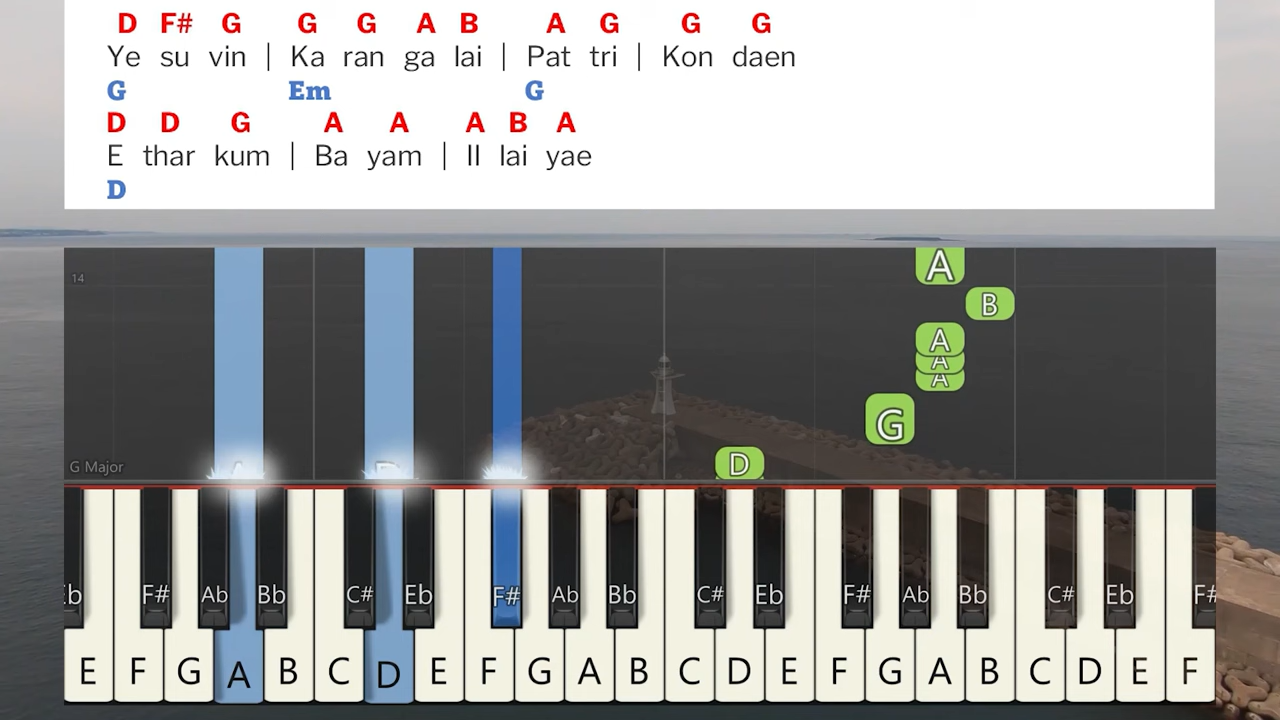 D F# G G G A B A G G G
Ye su vin | Ka ran ga lai | Pat tri | Kon daen
G Em G
D D G A A A B A
E thar kum | Ba yam | Il lai yae
D
14
A
B
A
A
A
G
G Major
D
Eb F# Ab Bb C# Eb F# Ab Bb C# Eb F# Ab Bb C# Eb F#
E F G A B C D E F G A B C D E F G A B C D E F